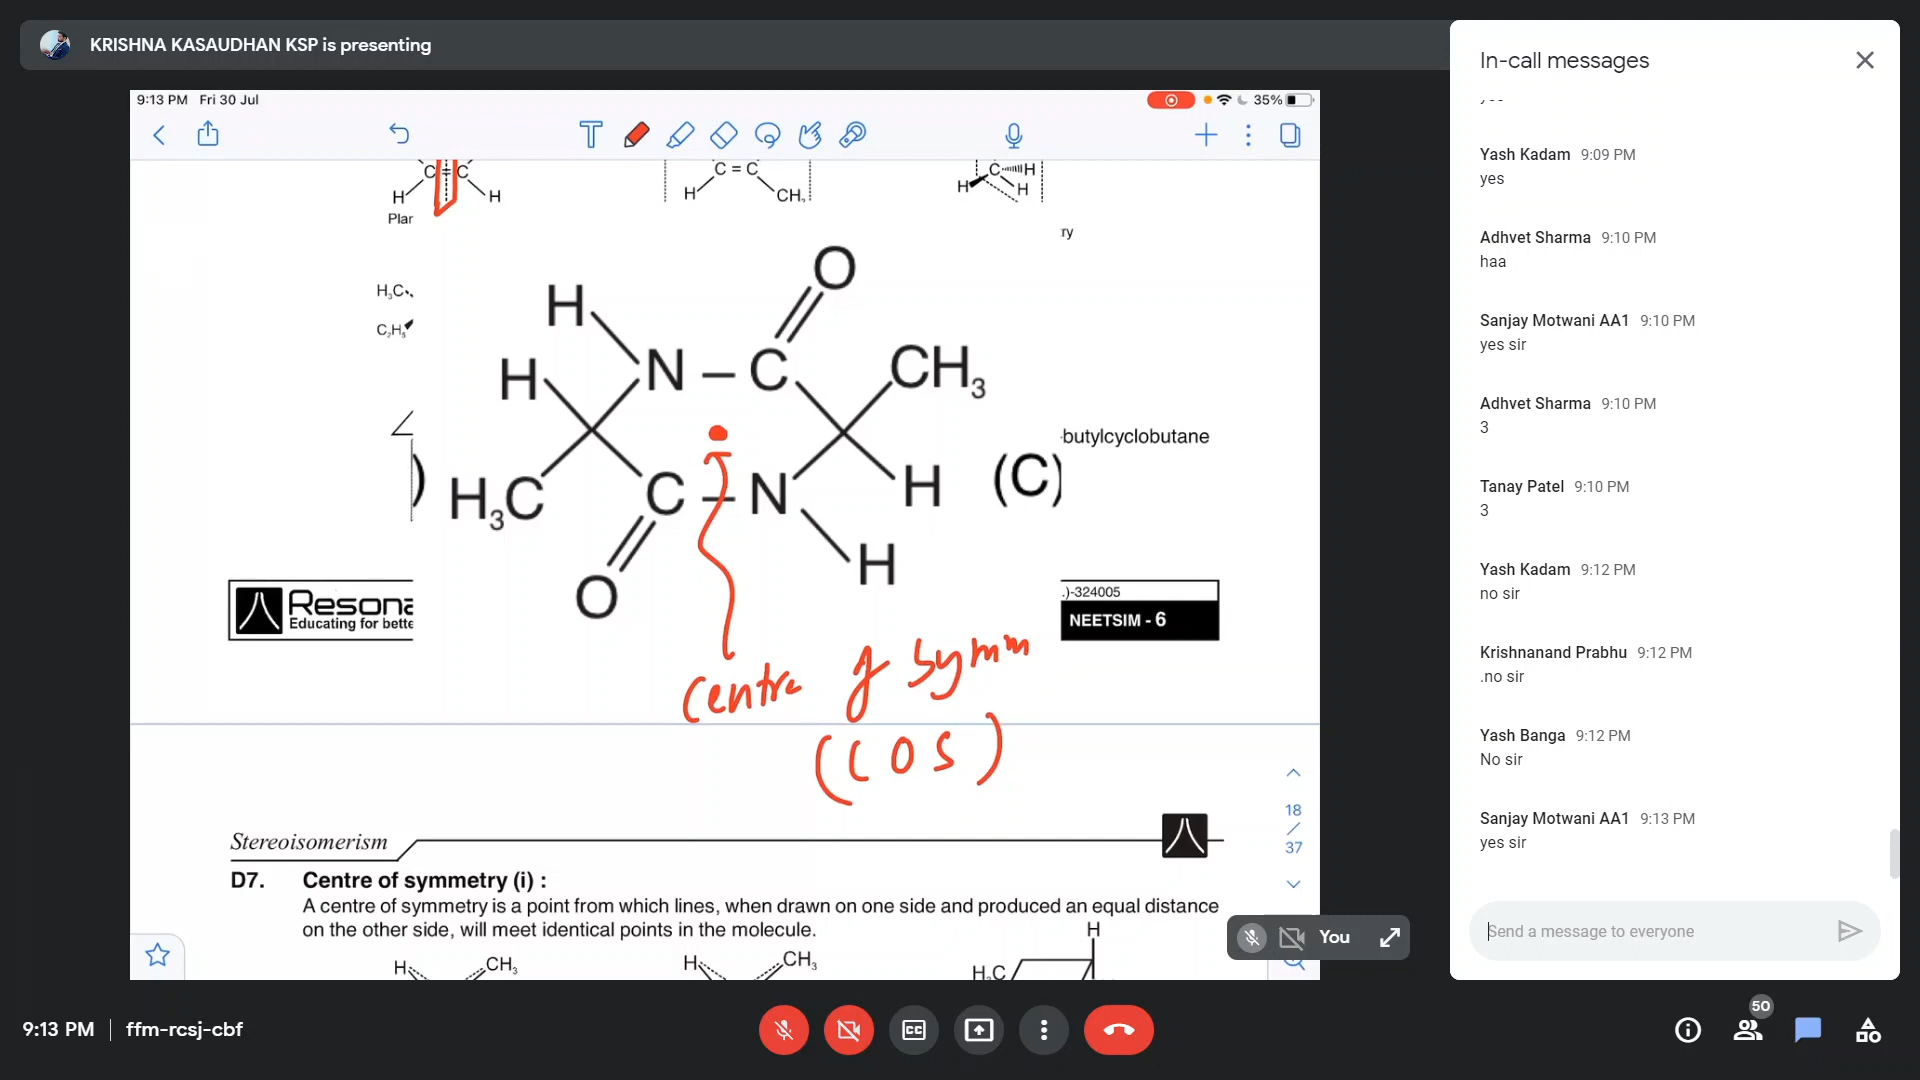 KRISHNA KASAUDHAN KSP is presenting
9:13 PM Fri 30 Jul
35%
C=C
H H
Plan
C = C
H CH
C H
H H
ry
H₃C
C₂H₅
O
H
N – C
H
CH₃
-butylcyclobutane
)
H₃C
C – N
H
(C)
O
H
Reson
Educating for bette
.)-324005
NEETSIM - 6
Centre of Symm
(COS)
18
/
37
Stereoisomerism
D7. Centre of symmetry (i) :
A centre of symmetry is a point from which lines, when drawn on one side and produced an equal distance
on the other side, will meet identical points in the molecule.
H CH₃
H CH₃
H
H₃C
You
In-call messages
Yash Kadam 9:09 PM
yes
Adhvet Sharma 9:10 PM
haa
Sanjay Motwani AA1 9:10 PM
yes sir
Adhvet Sharma 9:10 PM
3
Tanay Patel 9:10 PM
3
Yash Kadam 9:12 PM
no sir
Krishnanand Prabhu 9:12 PM
.no sir
Yash Banga 9:12 PM
No sir
Sanjay Motwani AA1 9:13 PM
yes sir
Send a message to everyone
9:13 PM | ffm-rcsj-cbf
CC
50